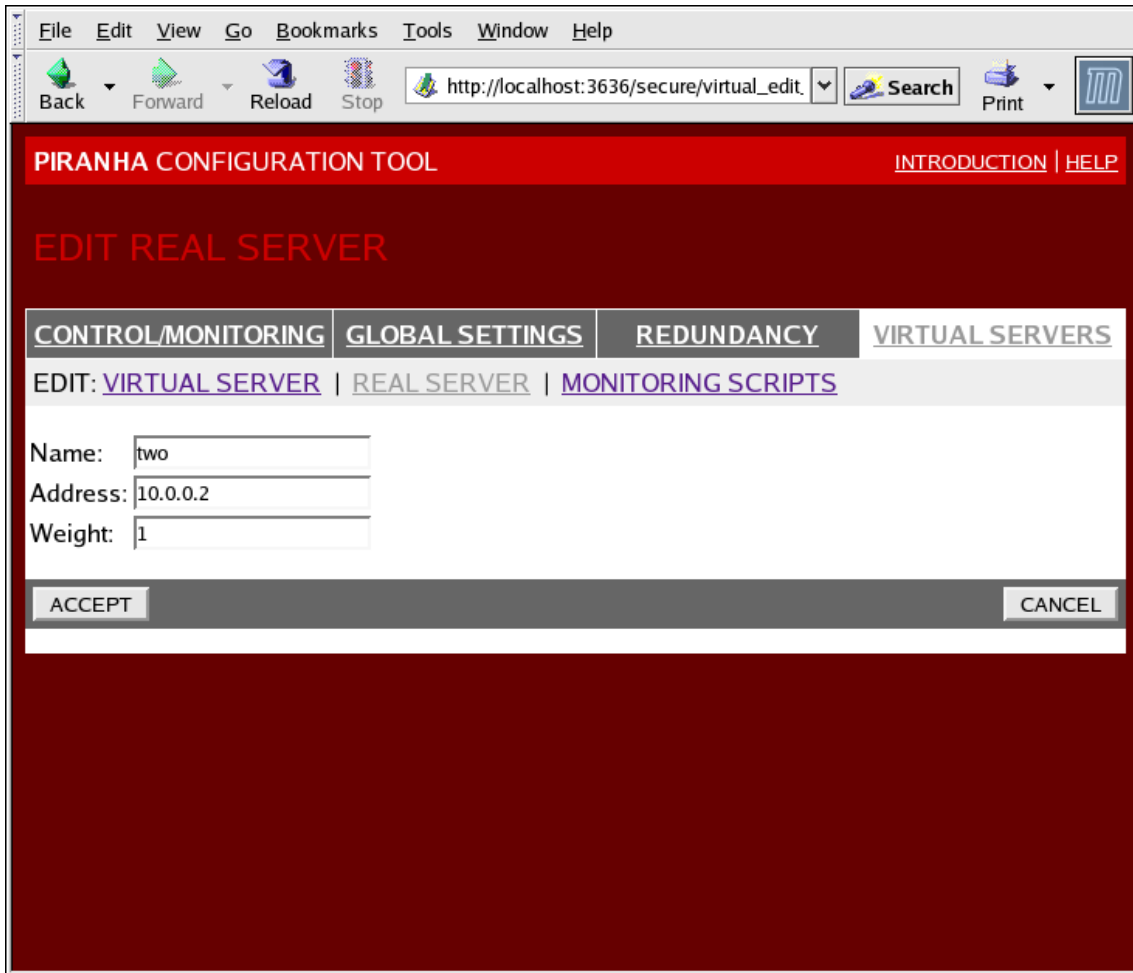 File Edit View Go Bookmarks Tools Window Help
Back Forward Reload Stop http://localhost:3636/secure/virtual_edit_ Search Print
PIRANHA CONFIGURATION TOOL INTRODUCTION | HELP
EDIT REAL SERVER
CONTROL/MONITORING GLOBAL SETTINGS REDUNDANCY VIRTUAL SERVERS
EDIT: VIRTUAL SERVER | REAL SERVER | MONITORING SCRIPTS
Name: two
Address: 10.0.0.2
Weight: 1
ACCEPT CANCEL